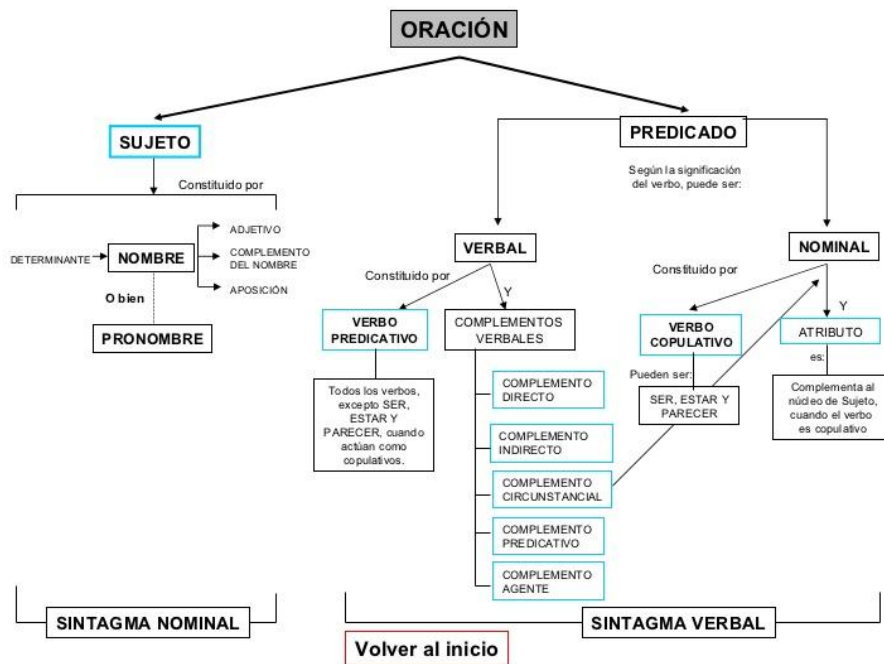 ORACIÓN
SUJETO
Constituido por
DETERMINANTE
NOMBRE
ADJETIVO
COMPLEMENTO
DEL NOMBRE
APOSICIÓN
O bien
PRONOMBRE
SINTAGMA NOMINAL
PREDICADO
Según la significación
del verbo, puede ser:
VERBAL
Constituido por
Y
VERBO
PREDICATIVO
Todos los verbos,
excepto SER,
ESTAR Y
PARECER, cuando
actúan como
copulativos.
COMPLEMENTOS
VERBALES
COMPLEMENTO
DIRECTO
COMPLEMENTO
INDIRECTO
COMPLEMENTO
CIRCUNSTANCIAL
COMPLEMENTO
PREDICATIVO
COMPLEMENTO
AGENTE
NOMINAL
Constituido por
Y
VERBO
COPULATIVO
Pueden ser:
SER, ESTAR Y
PARECER
ATRIBUTO
es:
Complementa al
núcleo de Sujeto,
cuando el verbo
es copulativo
SINTAGMA VERBAL
Volver al inicio